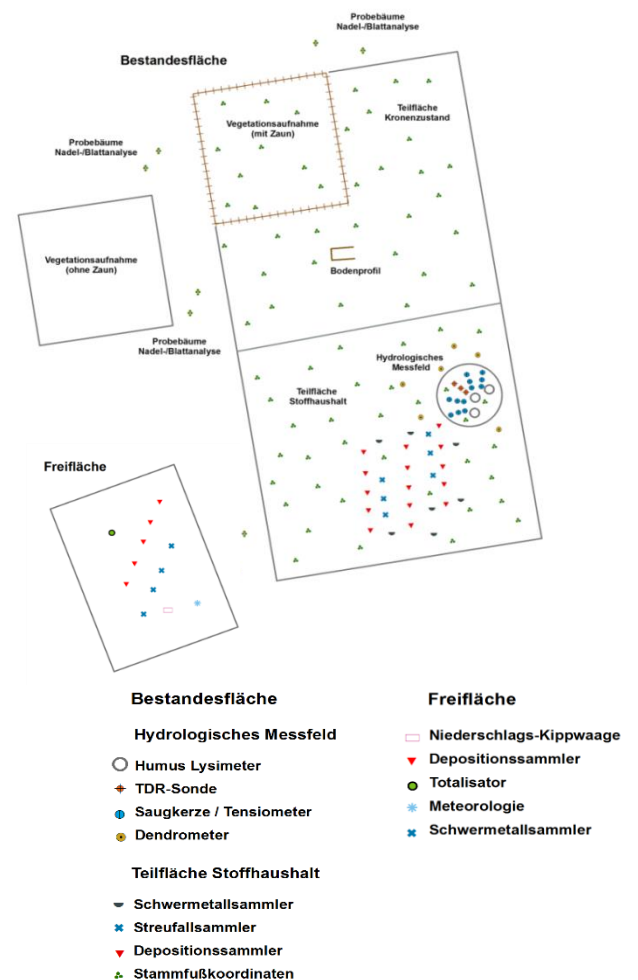 Probebäume
Nadel-/Blattanalyse
Bestandesfläche
Teilfläche
Kronenzustand
Vegetationsaufnahme
(mit Zaun)
Probebäume
Nadel-/Blattanalyse
Vegetationsaufnahme
(ohne Zaun)
Bodenprofil
Probebäume
Nadel-/Blattanalyse
Hydrologisches
Messfeld
Teilfläche
Stoffhaushalt
Freifläche
Bestandesfläche
Hydrologisches Messfeld
Humus Lysimeter
TDR-Sonde
Saugkerze / Tensiometer
Dendrometer
Teilfläche Stoffhaushalt
Schwermetallsammler
Streufallsammler
Depositionssammler
Stammfußkoordinaten
Freifläche
Niederschlags-Kippwaage
Depositionssammler
Totalisator
Meteorologie
Schwermetallsammler